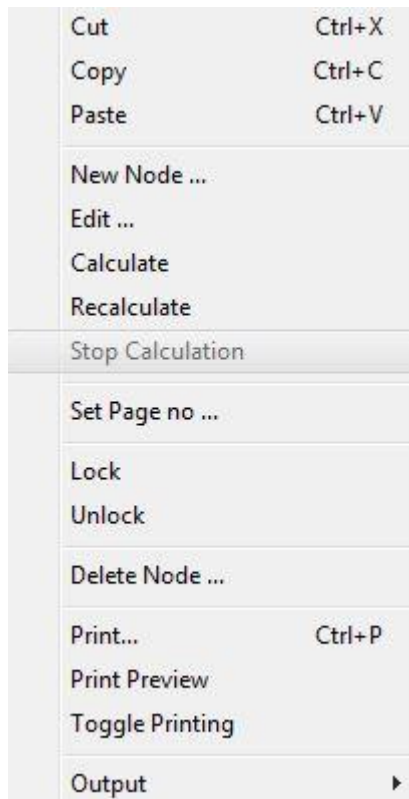 Cut Ctrl+X
Copy Ctrl+C
Paste Ctrl+V
New Node ...
Edit ...
Calculate
Recalculate
Stop Calculation
Set Page no ...
Lock
Unlock
Delete Node ...
Print... Ctrl+P
Print Preview
Toggle Printing
Output